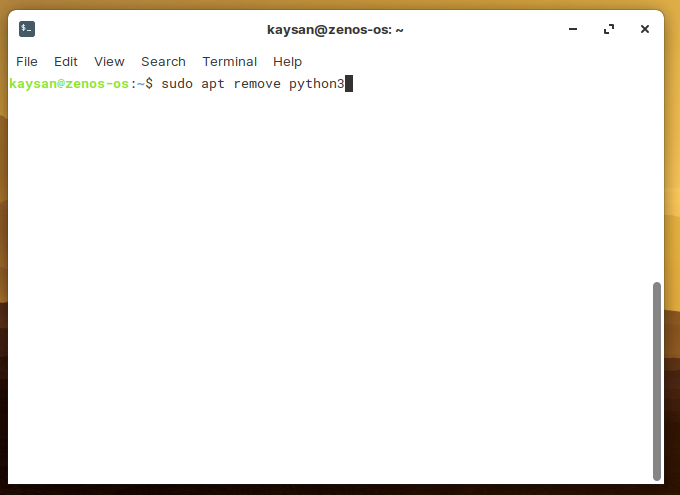 kaysan@zenos-os: ~
File Edit View Search Terminal Help
kaysan@zenos-os:~$ sudo apt remove python3